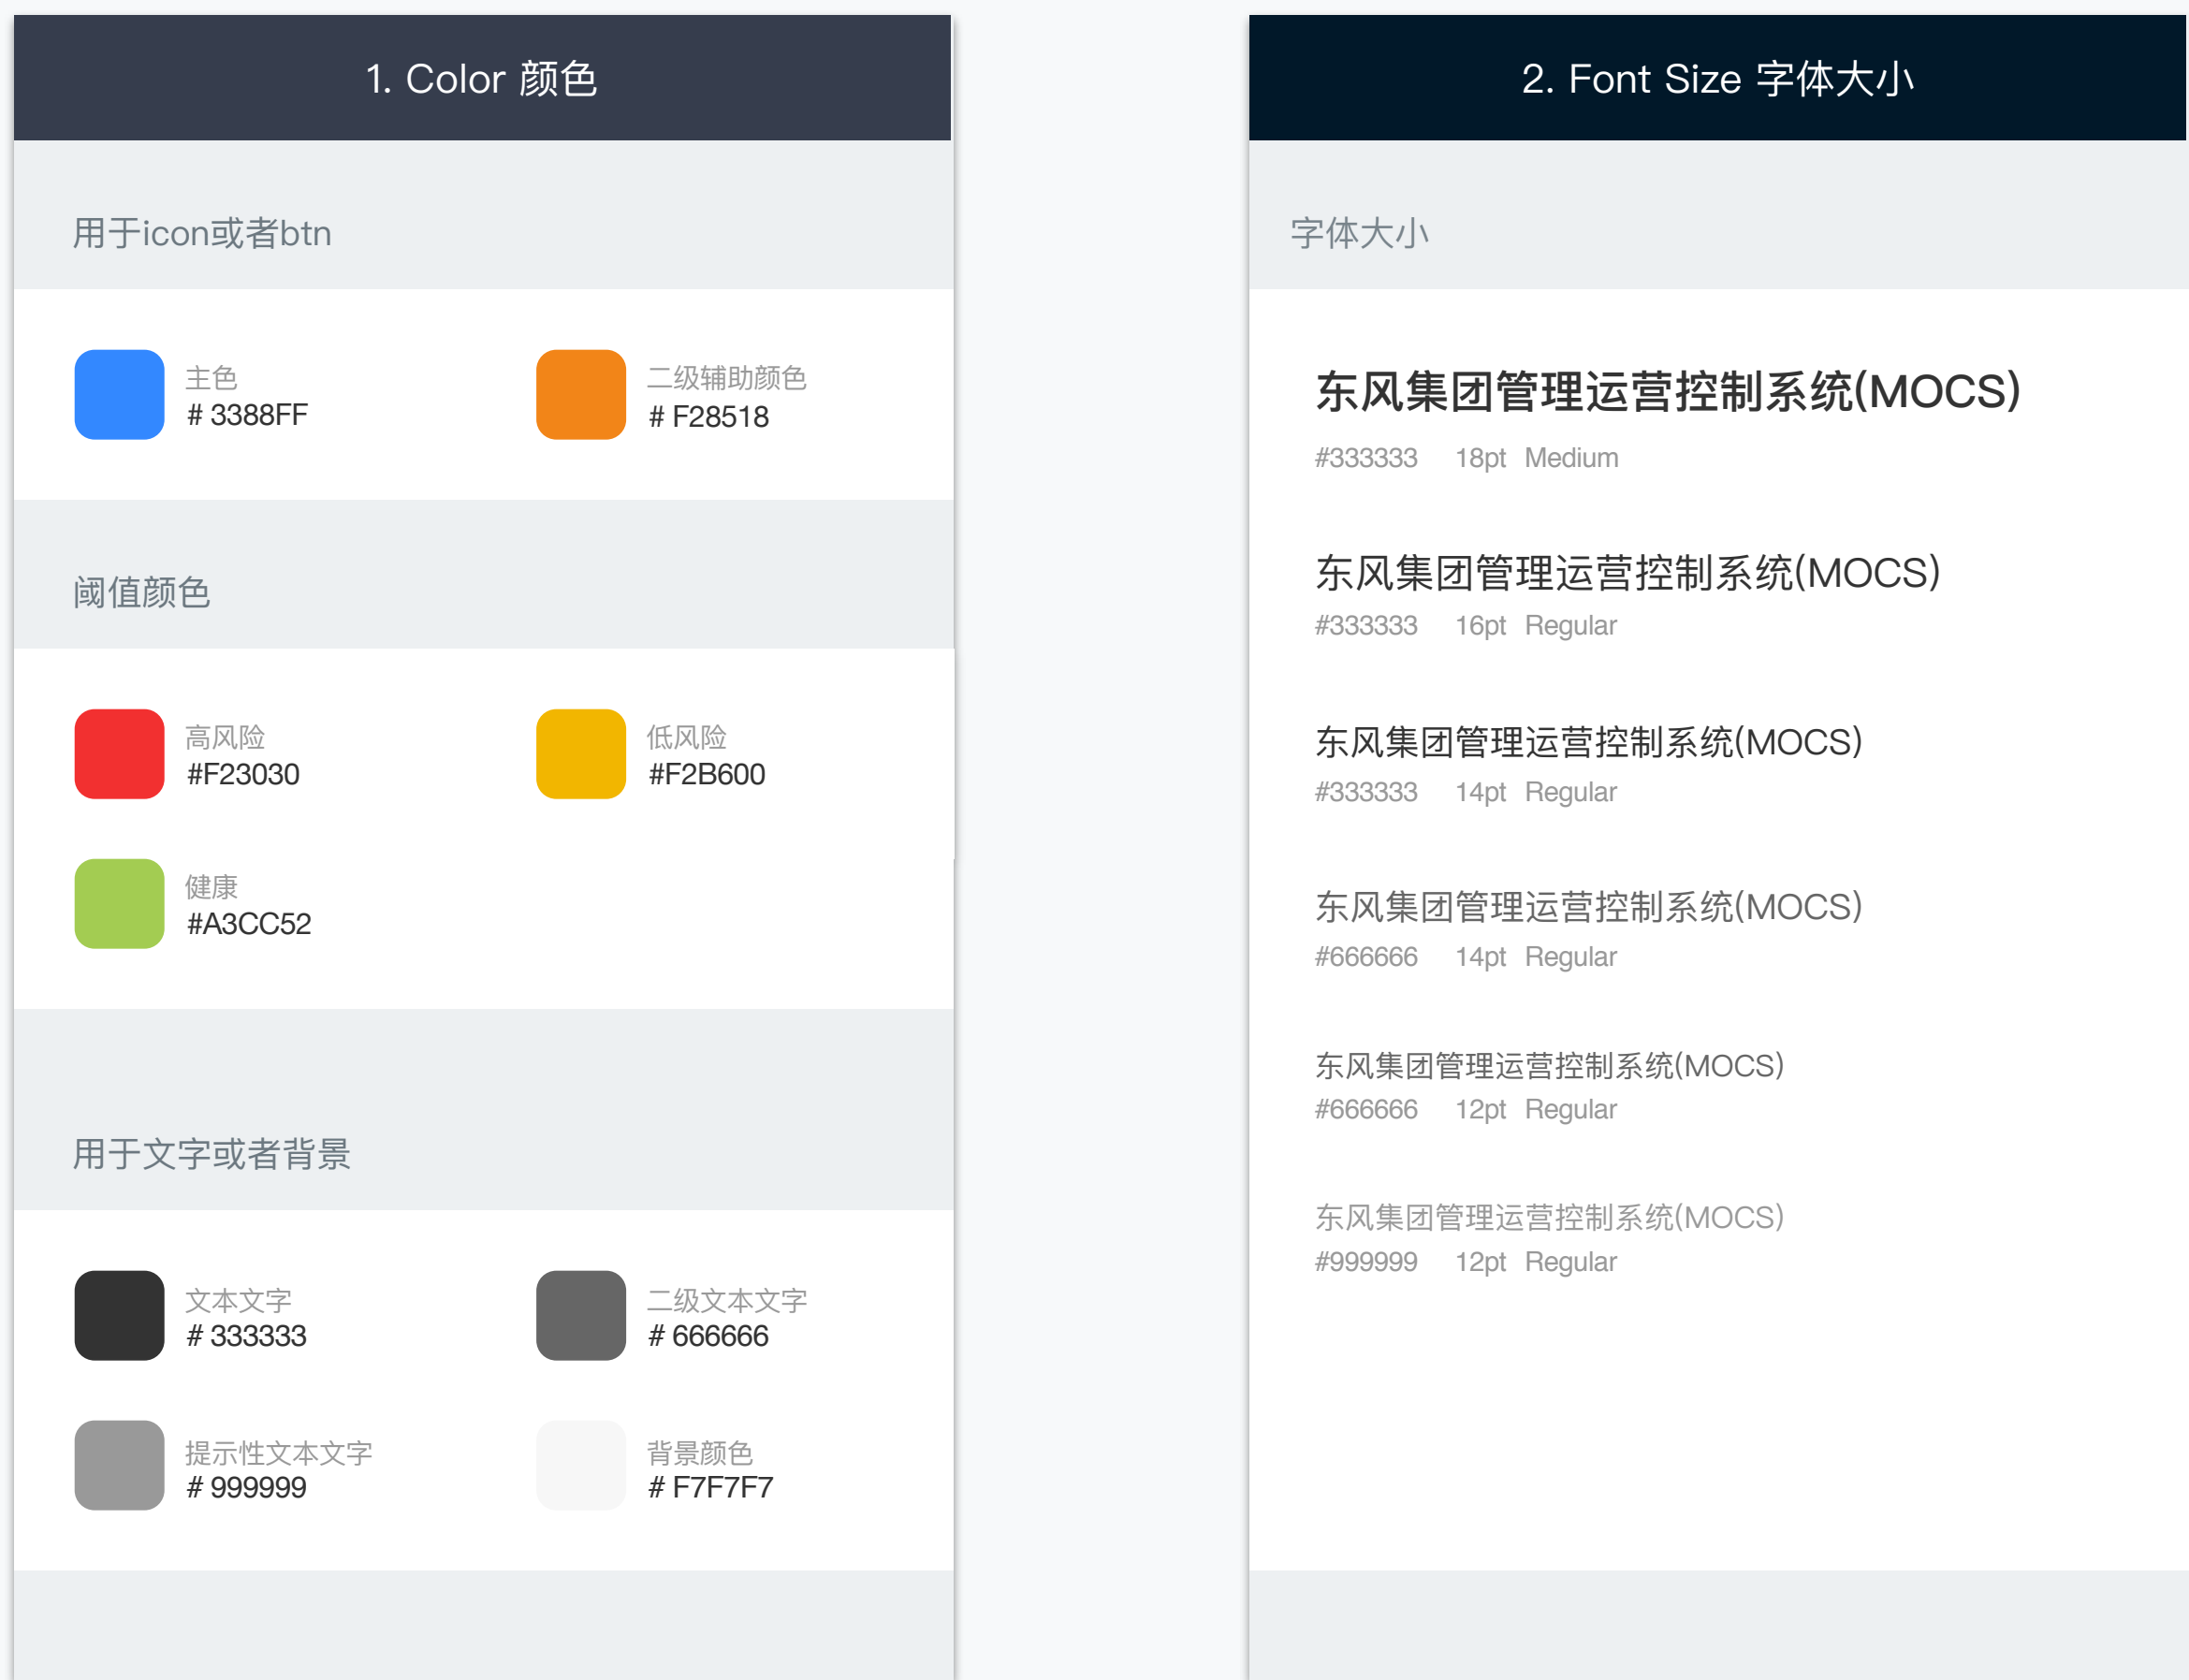 1. Color 颜色
用于icon或者btn
主色
# 3388FF
二级辅助颜色
# F28518
阈值颜色
高风险
#F23030
低风险
#F2B600
健康
#A3CC52
用于文字或者背景
文本文字
# 333333
二级文本文字
# 666666
提示性文本文字
# 999999
背景颜色
# F7F7F7
2. Font Size 字体大小
字体大小
东风集团管理运营控制系统(MOCS)
#333333 18pt Medium
东风集团管理运营控制系统(MOCS)
#333333 16pt Regular
东风集团管理运营控制系统(MOCS)
#333333 14pt Regular
东风集团管理运营控制系统(MOCS)
#666666 14pt Regular
东风集团管理运营控制系统(MOCS)
#666666 12pt Regular
东风集团管理运营控制系统(MOCS)
#999999 12pt Regular